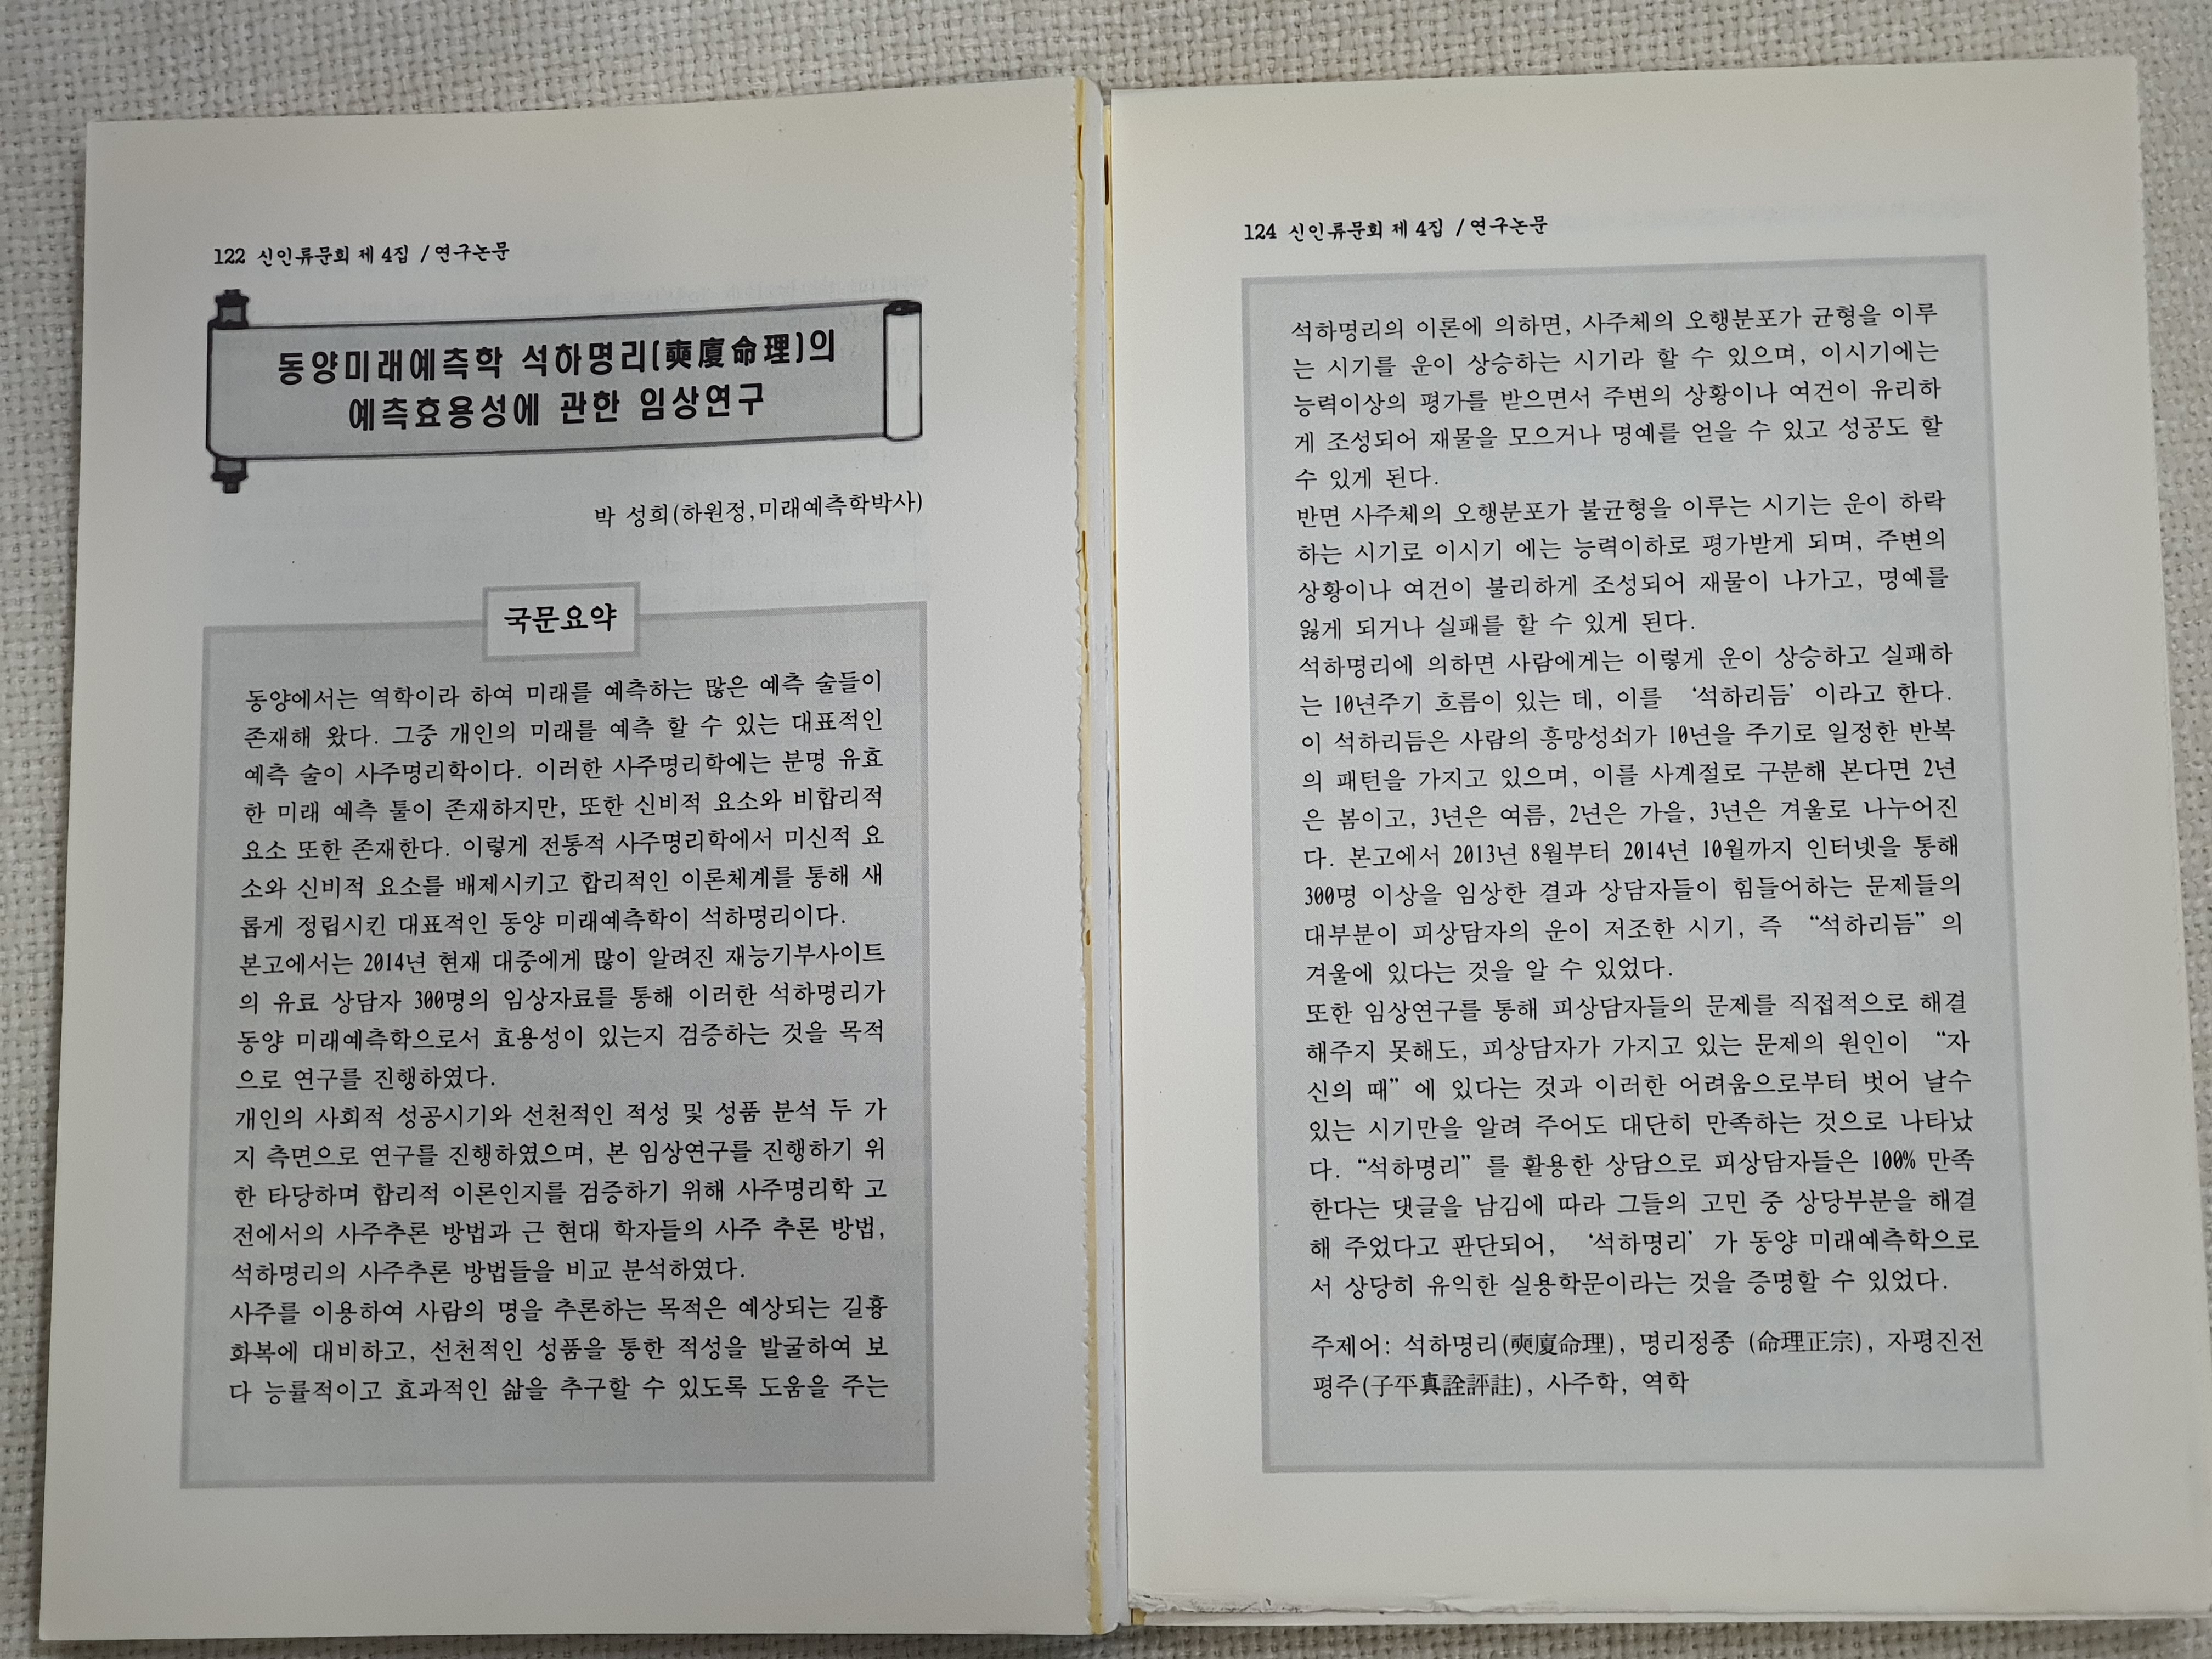 122 신인류문회 제 4집 / 연구논문
동양미래예측학 석하명리(奭廈命理)의
예측효용성에 관한 임상연구
박 성희(하원정,미래예측학박사)
국문요약
동양에서는 역학이라 하여 미래를 예측하는 많은 예측 술들이
존재해 왔다. 그중 개인의 미래를 예측 할 수 있는 대표적인
예측 술이 사주명리학이다. 이러한 사주명리학에는 분명 유효
한 미래 예측 툴이 존재하지만, 또한 신비적 요소와 비합리적
요소 또한 존재한다. 이렇게 전통적 사주명리학에서 미신적 요
소와 신비적 요소를 배제시키고 합리적인 이론체계를 통해 새
롭게 정립시킨 대표적인 동양 미래예측학이 석하명리이다.
본고에서는 2014년 현재 대중에게 많이 알려진 재능기부사이트
의 유료 상담자 300명의 임상자료를 통해 이러한 석하명리가
동양 미래예측학으로서 효용성이 있는지 검증하는 것을 목적
으로 연구를 진행하였다.
개인의 사회적 성공시기와 선천적인 적성 및 성품 분석 두 가
지 측면으로 연구를 진행하였으며, 본 임상연구를 진행하기 위
한 타당하며 합리적 이론인지를 검증하기 위해 사주명리학 고
전에서의 사주추론 방법과 근 현대 학자들의 사주 추론 방법,
석하명리의 사주추론 방법들을 비교 분석하였다.
사주를 이용하여 사람의 명을 추론하는 목적은 예상되는 길흉
화복에 대비하고, 선천적인 성품을 통한 적성을 발굴하여 보
다 능률적이고 효과적인 삶을 추구할 수 있도록 도움을 주는
124 신인류문회 제 4집 / 연구논문
석하명리의 이론에 의하면, 사주체의 오행분포가 균형을 이루
는 시기를 운이 상승하는 시기라 할 수 있으며, 이시기에는
능력이상의 평가를 받으면서 주변의 상황이나 여건이 유리하
게 조성되어 재물을 모으거나 명예를 얻을 수 있고 성공도 할
수 있게 된다.
반면 사주체의 오행분포가 불균형을 이루는 시기는 운이 하락
하는 시기로 이시기 에는 능력이하로 평가받게 되며, 주변의
상황이나 여건이 불리하게 조성되어 재물이 나가고, 명예를
잃게 되거나 실패를 할 수 있게 된다.
석하명리에 의하면 사람에게는 이렇게 운이 상승하고 실패하
는 10년주기 흐름이 있는 데, 이를 ‘석하리듬’ 이라고 한다.
이 석하리듬은 사람의 흥망성쇠가 10년을 주기로 일정한 반복
의 패턴을 가지고 있으며, 이를 사계절로 구분해 본다면 2년
은 봄이고, 3년은 여름, 2년은 가을, 3년은 겨울로 나누어진
다. 본고에서 2013년 8월부터 2014년 10월까지 인터넷을 통해
300명 이상을 임상한 결과 상담자들이 힘들어하는 문제들의
대부분이 피상담자의 운이 저조한 시기, 즉 “석하리듬” 의
겨울에 있다는 것을 알 수 있었다.
또한 임상연구를 통해 피상담자들의 문제를 직접적으로 해결
해주지 못해도, 피상담자가 가지고 있는 문제의 원인이 “자
신의 때” 에 있다는 것과 이러한 어려움으로부터 벗어 날수
있는 시기만을 알려 주어도 대단히 만족하는 것으로 나타났
다. “석하명리” 를 활용한 상담으로 피상담자들은 100% 만족
한다는 댓글을 남김에 따라 그들의 고민 중 상당부분을 해결
해 주었다고 판단되어, ‘석하명리’ 가 동양 미래예측학으로
서 상당히 유익한 실용학문이라는 것을 증명할 수 있었다.
주제어: 석하명리(奭廈命理), 명리정종 (命理正宗), 자평진전
평주(子平真詮評註), 사주학, 역학